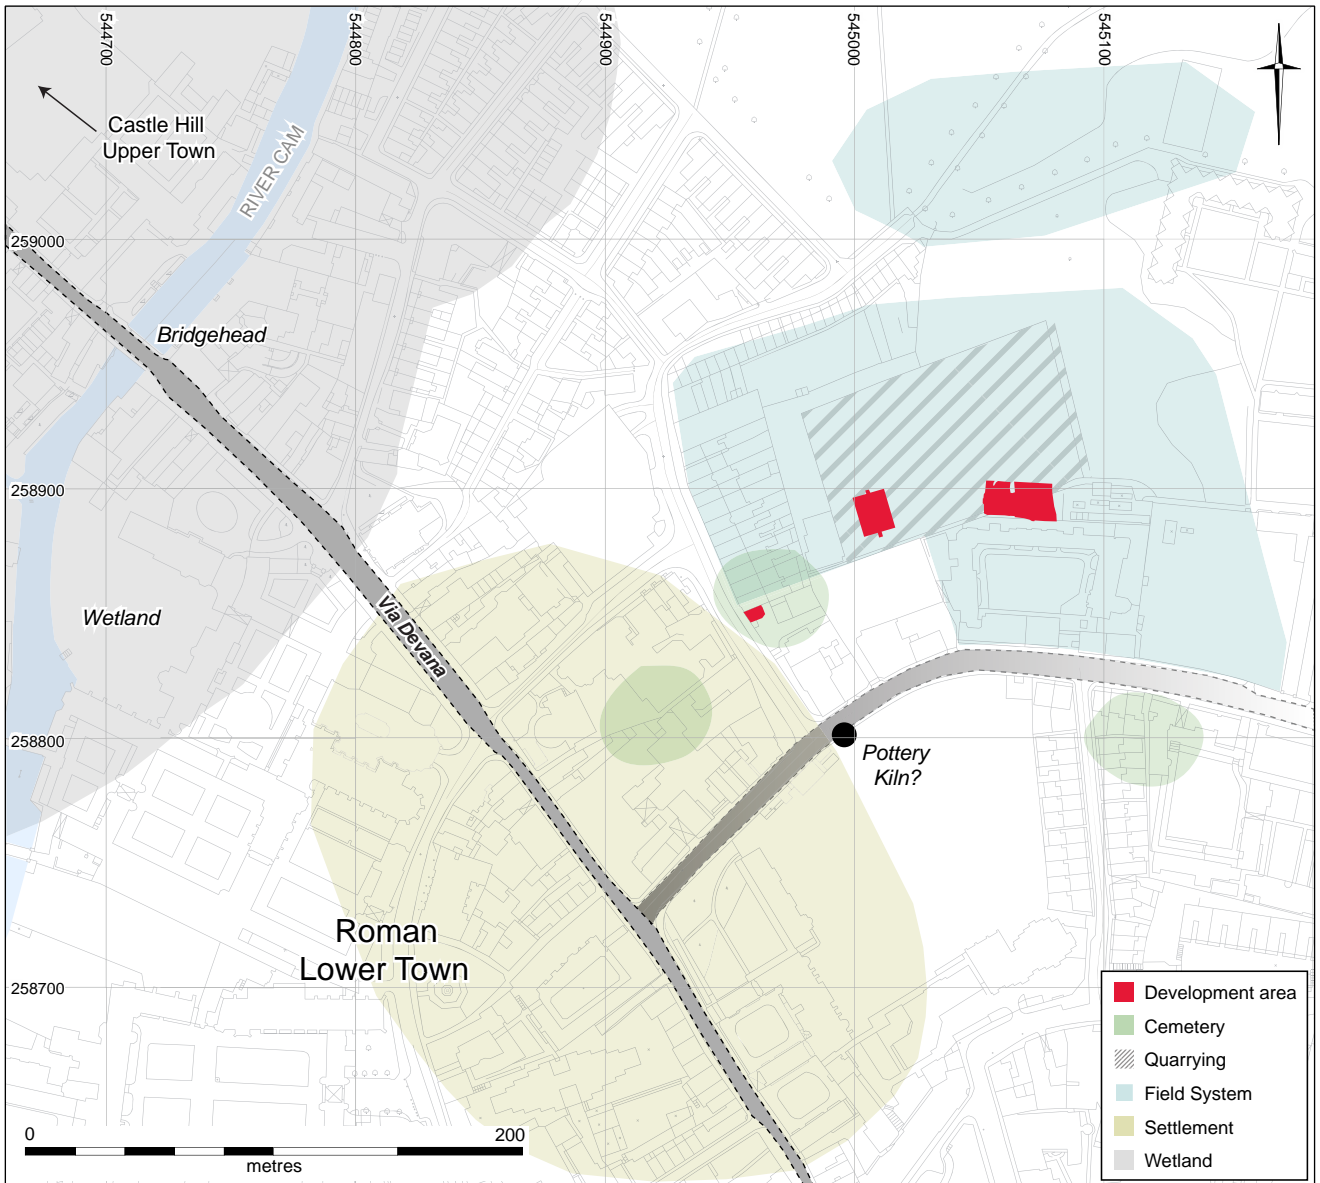 544700
544800
544900
545000
545100
Castle Hill
Upper Town
RIVER CAM
259000
Bridgehead
258900
Wetland
Via Devana
258800
Pottery
Kiln?
Roman
Lower Town
258700
Development area
Cemetery
Quarrying
Field System
Settlement
Wetland
0 200
metres